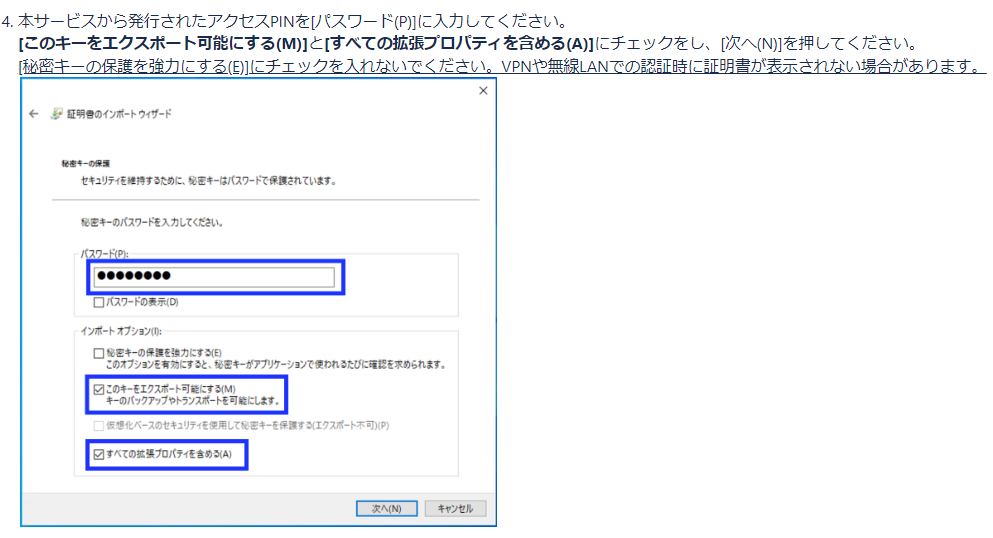 4. 本サービスから発行されたアクセスPINを[パスワード(P)]に入力してください。
[このキーをエクスポート可能にする(M)]と[すべての拡張プロパティを含める(A)]にチェックをし、[次へ(N)]を押してください。
[秘密キーの保護を強力にする(E)]にチェックを入れないでください。VPNや無線LANでの認証時に証明書が表示されない場合があります。
証明書のインポート ウィザード
秘密キーの保護
セキュリティを維持するために、秘密キーはパスワードで保護されています。
秘密キーのパスワードを入力してください。
パスワード(P):
●●●●●●●●
パスワードの表示(D)
インポート オプション(I):
秘密キーの保護を強力にする(E)
このオプションを有効にすると、秘密キーがアプリケーションで使われるたびに確認を求められます。
このキーをエクスポート可能にする(M)
キーのバックアップやトランスポートを可能にします。
仮想化ベースのセキュリティを使用して秘密キーを保護する(エクスポート不可)(P)
すべての拡張プロパティを含める(A)
次へ(N)
キャンセル